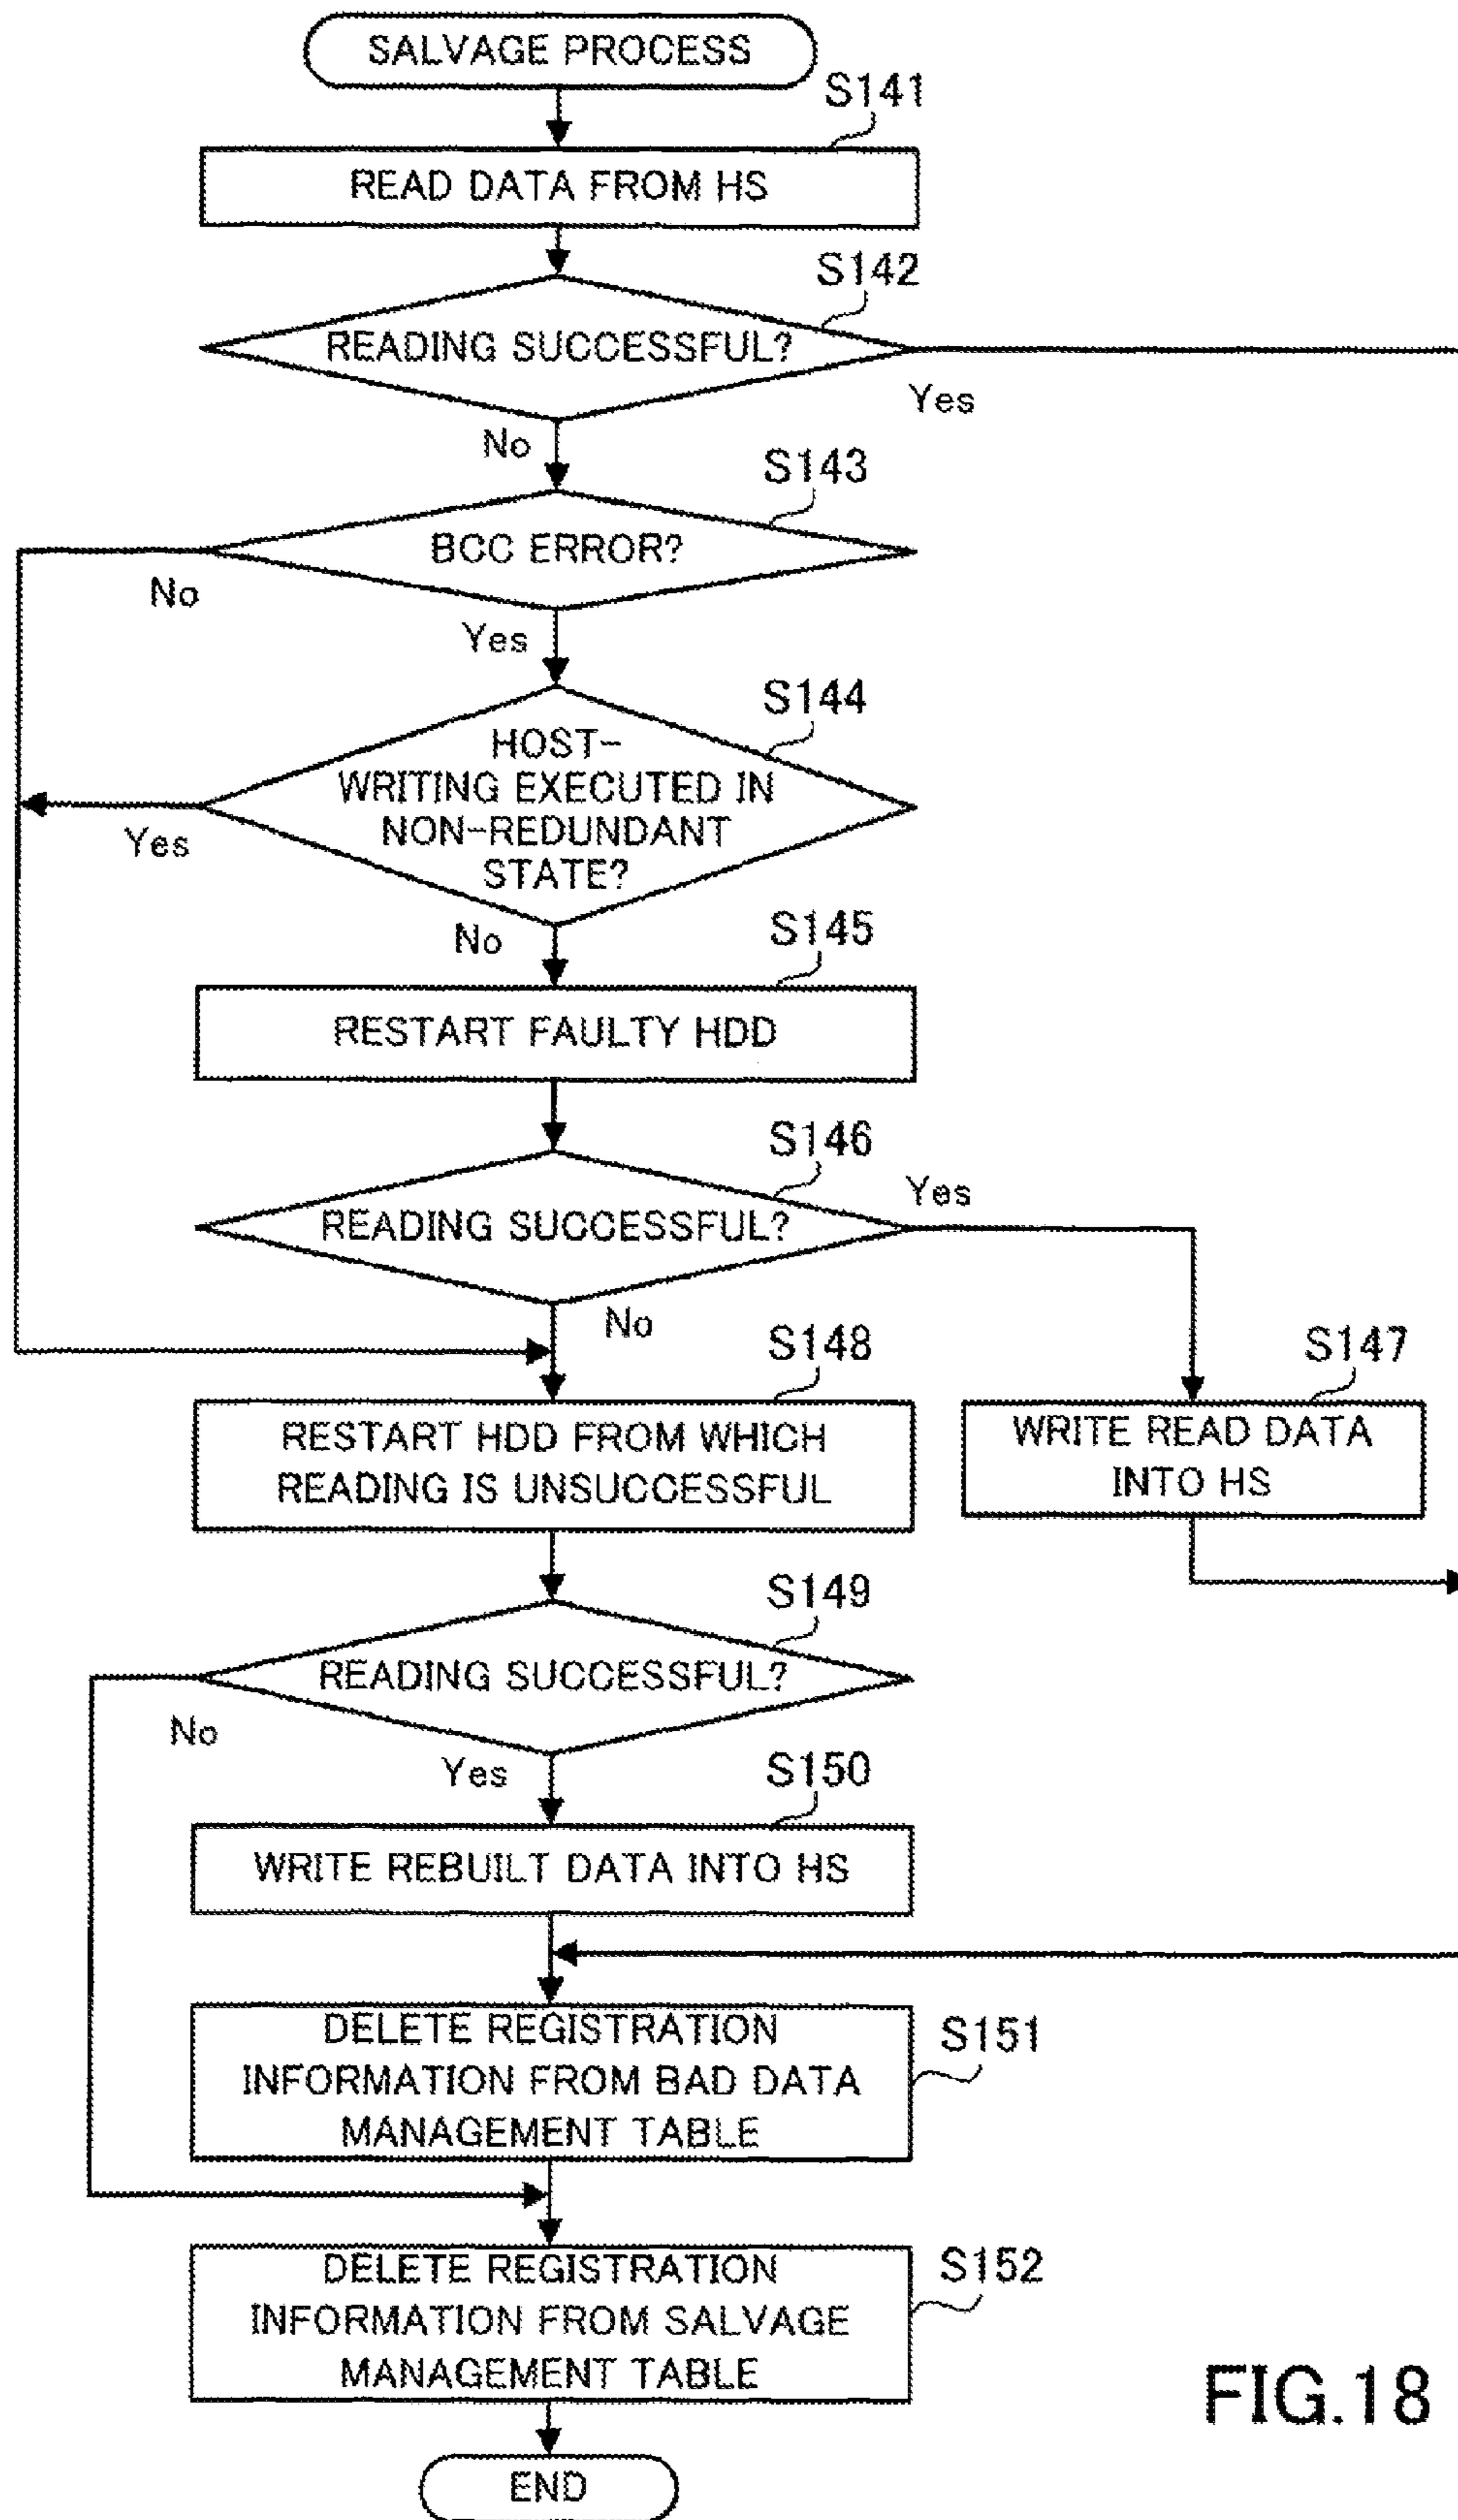 SALVAGE PROCESS
S141
READ DATA FROM HS
S142
READING SUCCESSFUL?
Yes
No
S143
BCC ERROR?
No
Yes
S144
HOST-
WRITING EXECUTED IN
NON-REDUNDANT
STATE?
Yes
No
S145
RESTART FAULTY HDD
S146
Yes
READING SUCCESSFUL?
No
S148
S147
RESTART HDD FROM WHICH
READING IS UNSUCCESSFUL
WRITE READ DATA
INTO HS
S149
READING SUCCESSFUL?
No
Yes
S150
WRITE REBUILT DATA INTO HS
DELETE REGISTRATION
INFORMATION FROM BAD DATA
MANAGEMENT TABLE
S151
DELETE REGISTRATION
INFORMATION FROM SALVAGE
MANAGEMENT TABLE
S152
FIG.18
END